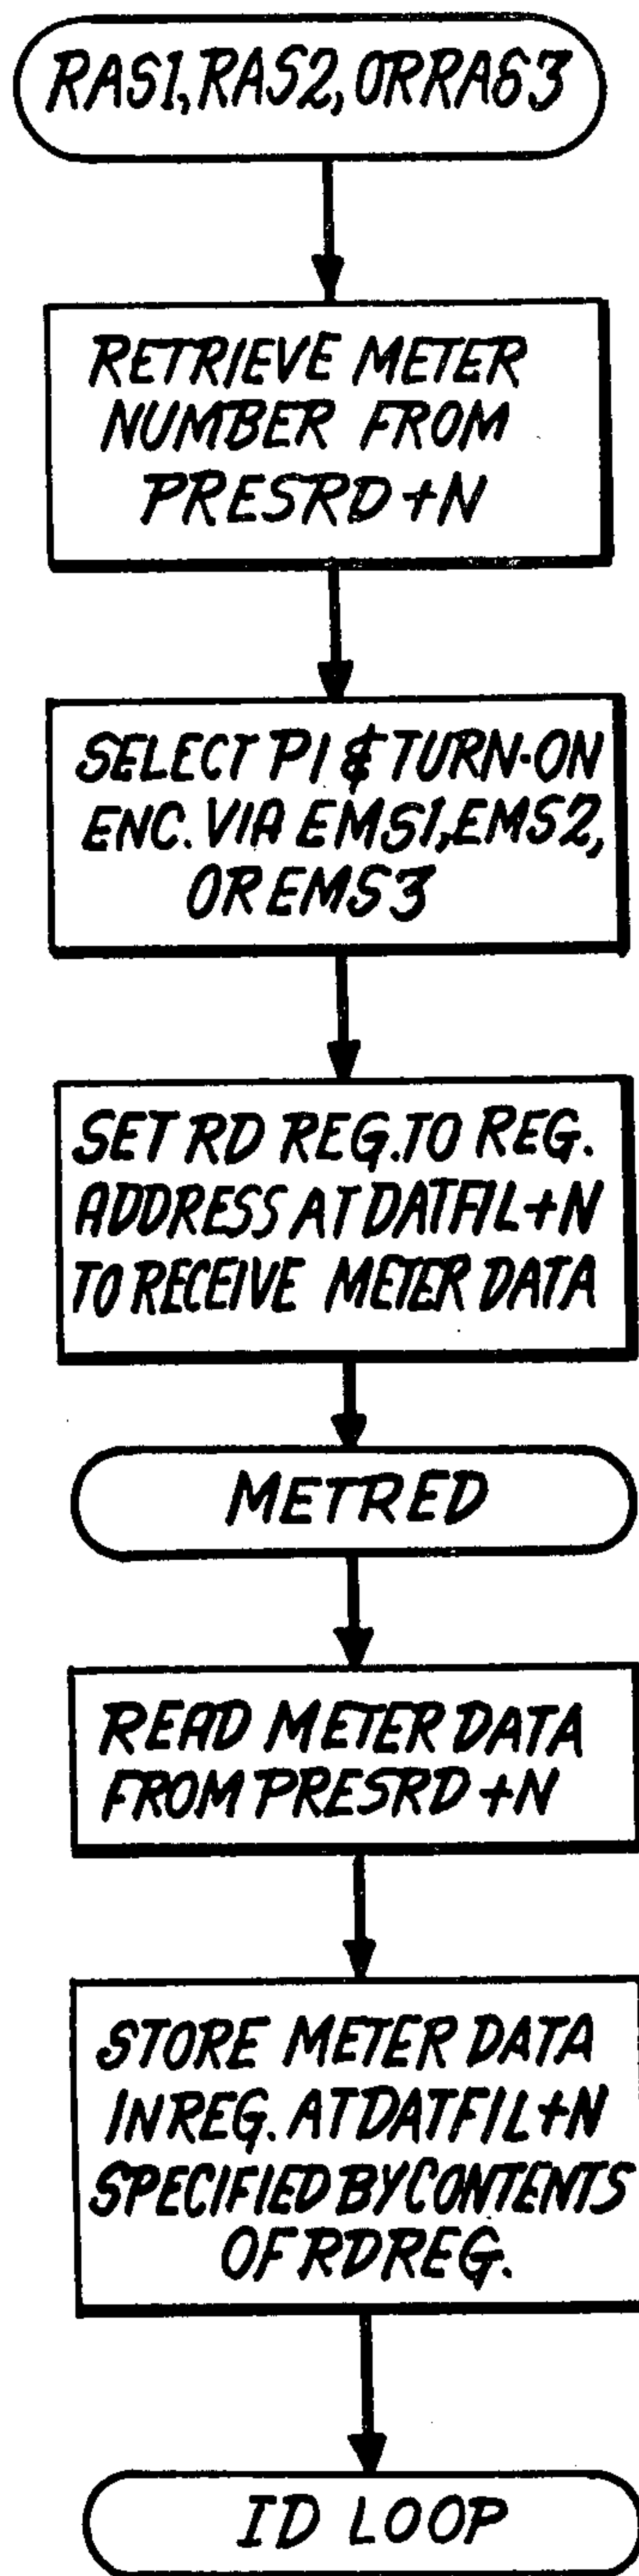 RAS1, RAS2, OR RAS3
RETRIEVE METER
NUMBER FROM
PRESRD+N
SELECT PI & TURN-ON
ENC. VIA EMS1, EMS2,
OR EMS3
SET RD REG. TO REG.
ADDRESS AT DATFIL+N
TO RECEIVE METER DATA
METRED
READ METER DATA
FROM PRESRD+N
STORE METER DATA
IN REG. AT DATFIL+N
SPECIFIED BY CONTENTS
OF RD REG.
ID LOOP